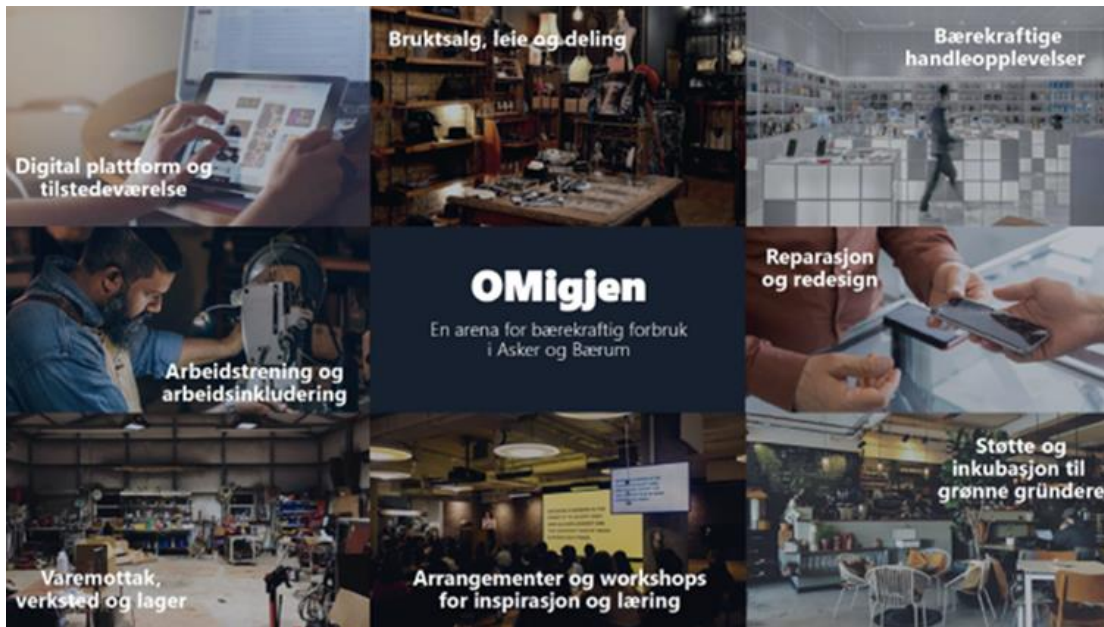 Digital plattform og
tilstedeværelse
Bruktsalg, leie og deling
Bærekraftige
handleopplevelser
Arbeidstrening og
arbeidsinkludering
OMigjen
En arena for bærekraftig forbruk
i Asker og Bærum
Reparasjon
og redesign
Varemottak,
verksted og lager
Arrangementer og workshops
for inspirasjon og læring
Støtte og
inkubasjon til
grønne gründere